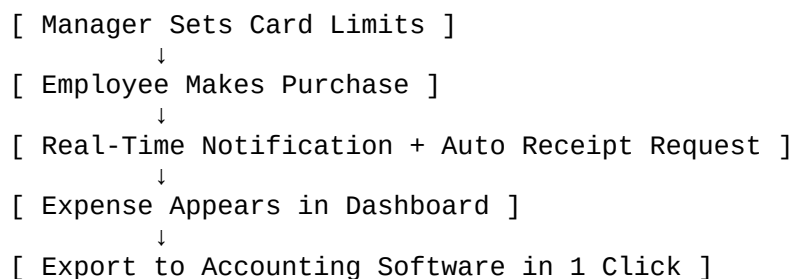 [ Manager Sets Card Limits ]
↓
[ Employee Makes Purchase ]
↓
[ Real-Time Notification + Auto Receipt Request ]
↓
[ Expense Appears in Dashboard ]
↓
[ Export to Accounting Software in 1 Click ]